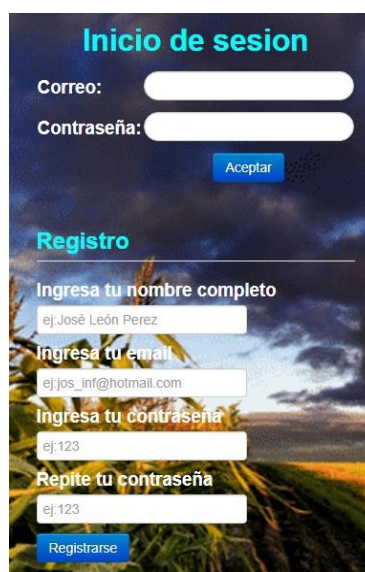 Inicio de sesion
Correo:
Contraseña:
Aceptar
Registro
Ingresa tu nombre completo
ej:José León Perez
Ingresa tu email
ej:jos_inf@hotmail.com
Ingresa tu contraseña
ej:123
Repite tu contraseña
ej:123
Registrarse